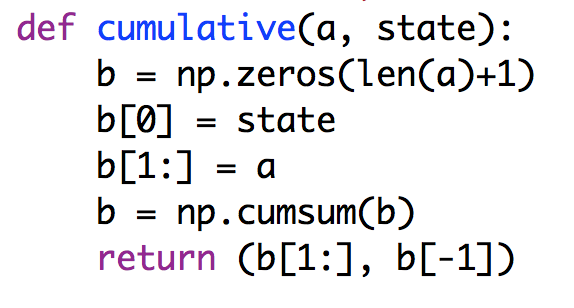 def cumulative(a, state):
    b = np.zeros(len(a)+1)
    b[0] = state
    b[1:] = a
    b = np.cumsum(b)
    return (b[1:], b[-1])